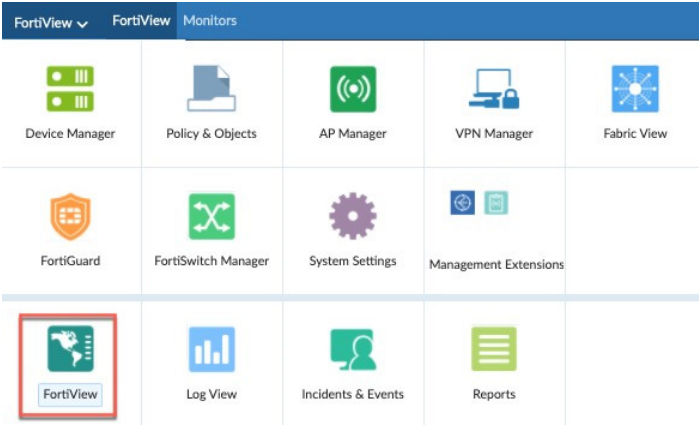 FortiView FortiView Monitors
Device Manager Policy & Objects AP Manager VPN Manager Fabric View
FortiGuard FortiSwitch Manager System Settings Management Extensions
FortiView Log View Incidents & Events Reports